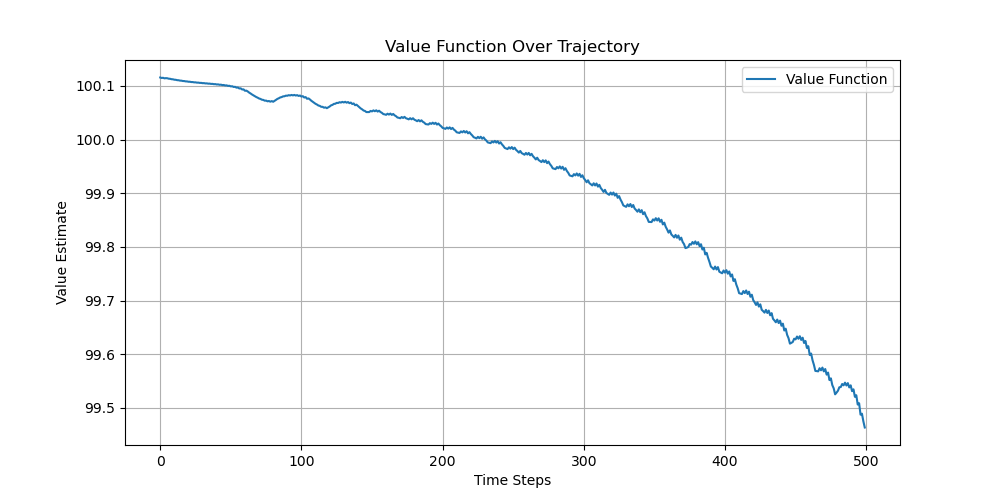 Value Function Over Trajectory
Value Function
100.1
100.0
99.9
99.8
99.7
99.6
99.5
Value Estimate
0 100 200 300 400 500
Time Steps